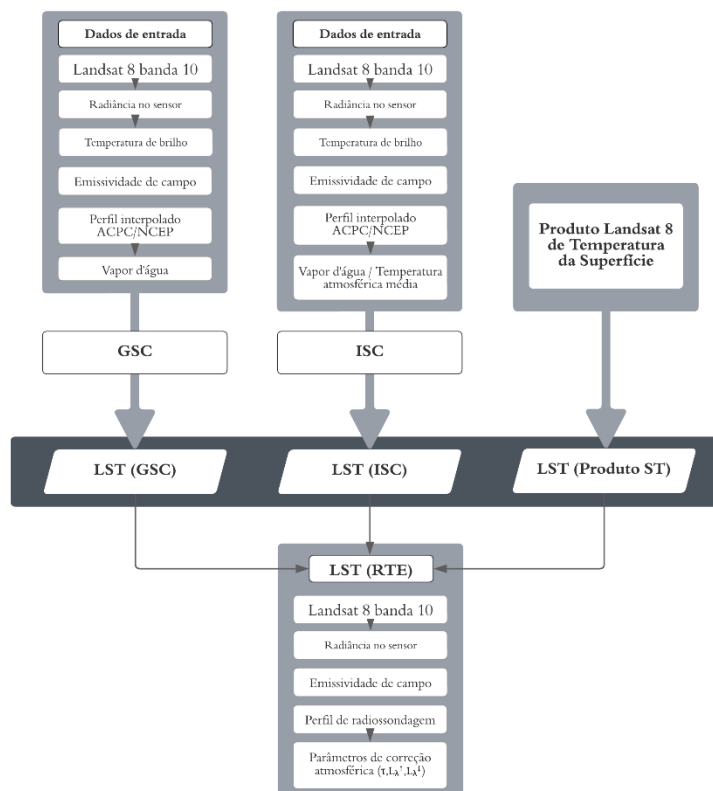 Dados de entrada
Landsat 8 banda 10
Radiância no sensor
Temperatura de brilho
Emissividade de campo
Perfil interpolado
ACPC/NCEP
Vapor d'água
GSC
Dados de entrada
Landsat 8 banda 10
Radiância no sensor
Temperatura de brilho
Emissividade de campo
Perfil interpolado
ACPC/NCEP
Vapor d'água / Temperatura
atmosférica média
ISC
Produto Landsat 8
de Temperatura
da Superfície
LST (GSC)
LST (ISC)
LST (Produto ST)
LST (RTE)
Landsat 8 banda 10
Radiância no sensor
Emissividade de campo
Perfil de radiossondagem
Parâmetros de correção
atmosférica (τ,Lλ↑,Lλ↓)